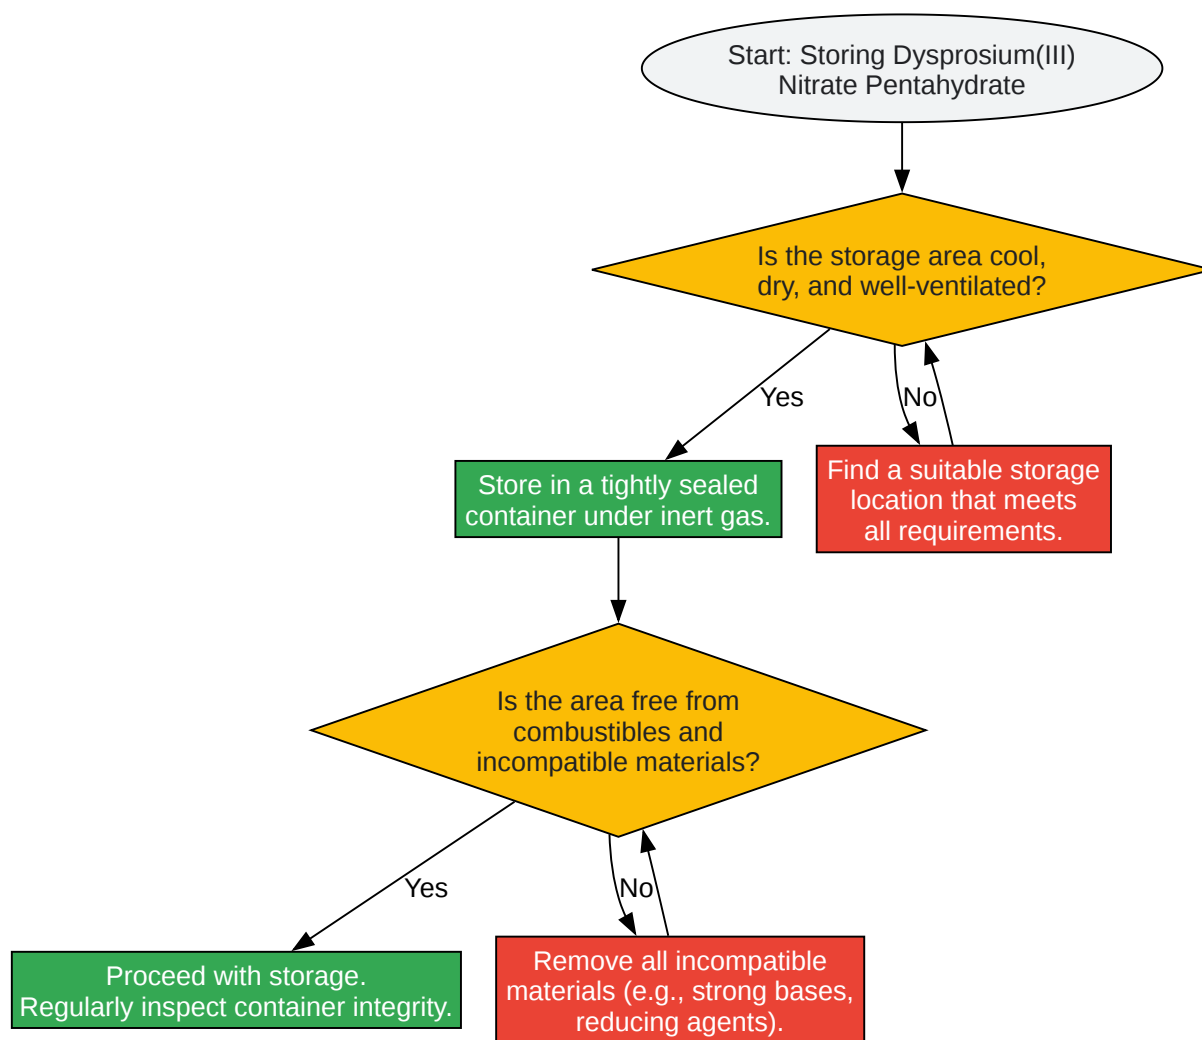 Start: Storing Dysprosium(III)
Nitrate Pentahydrate
Is the storage area cool,
dry, and well-ventilated?
Yes
No
Store in a tightly sealed
container under inert gas.
Find a suitable storage
location that meets
all requirements.
Is the area free from
combustibles and
incompatible materials?
Yes
No
Proceed with storage.
Regularly inspect container integrity.
Remove all incompatible
materials (e.g., strong bases,
reducing agents).